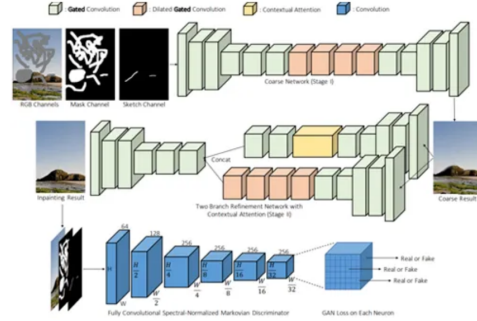 : Gated Convolution
: Dilated Gated Convolution
: Contextual Attention
: Convolution
RGB Channels
Mask Channel
Sketch Channel
Coarse Network (Stage I)
Concat
Inpainting Result
Two Branch Refinement Network with
Contextual Attention (Stage II)
Coarse Result
64
128
256
256
256
256
H
W
H/2
W/2
H/4
W/4
H/8
W/8
H/16
W/16
H/32
W/32
Real or Fake
Real or Fake
Real or Fake
Fully Convolutional Spectral-Normalized Markovian Discriminator
GAN Loss on Each Neuron